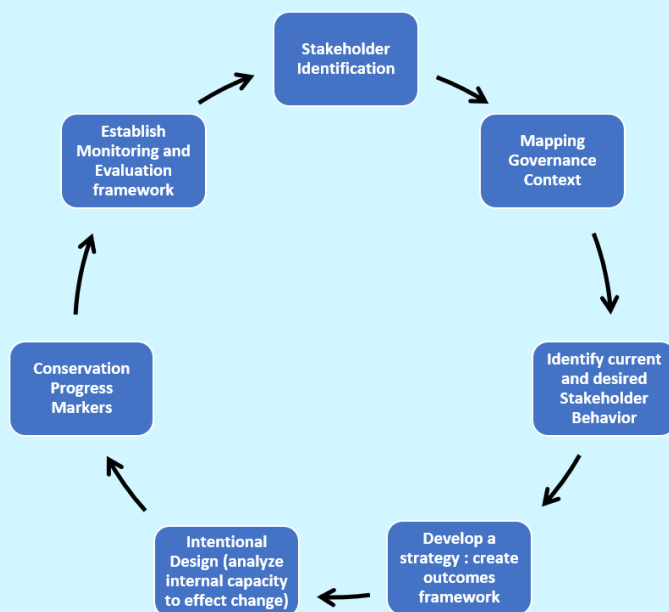 Stakeholder
Identification
Mapping
Governance
Context
Identify current
and desired
Stakeholder
Behavior
Develop a
strategy : create
outcomes
framework
Intentional
Design (analyze
internal capacity
to effect change)
Conservation
Progress
Markers
Establish
Monitoring and
Evaluation
framework